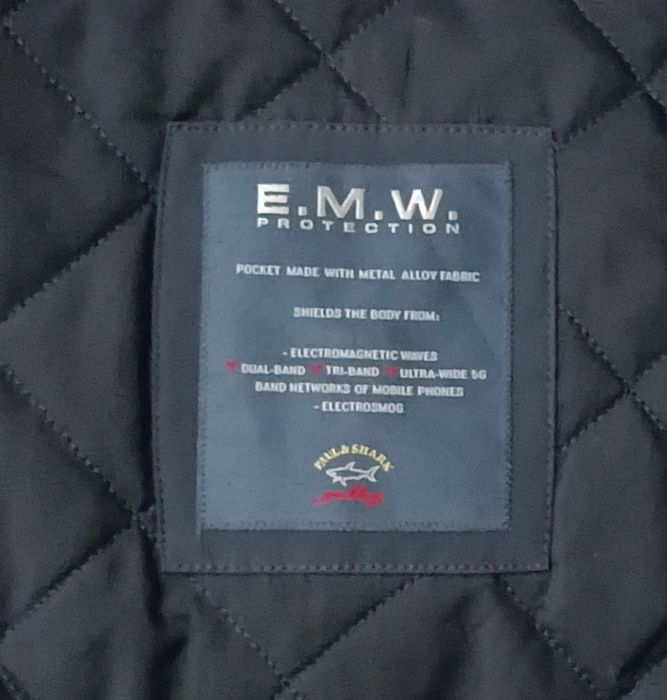 E.M.W.
PROTECTION
POCKET MADE WITH METAL ALLOY FABRIC
SHIELDS THE BODY FROM:
- ELECTROMAGNETIC WAVES
DUAL-BAND TRI-BAND ULTRA-WIDE 5G
BAND NETWORKS OF MOBILE PHONES
- ELECTROSMOG
PAUL & SHARK